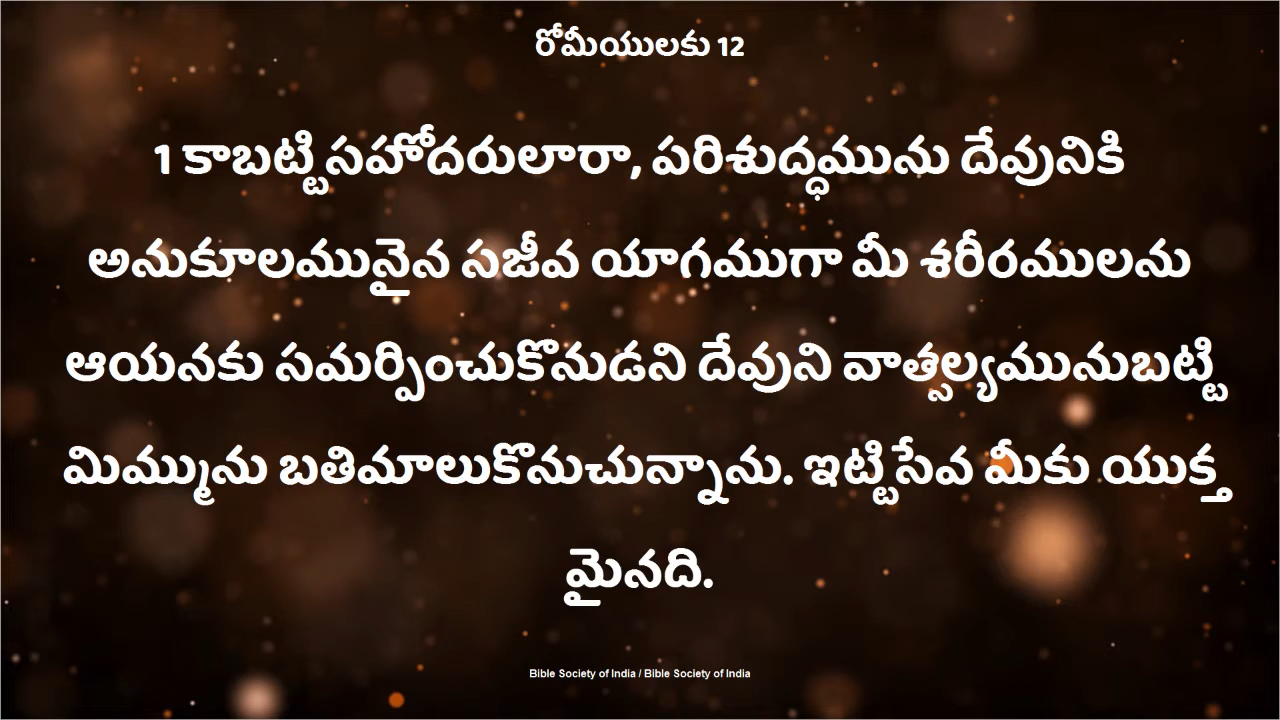 రోమీయులకు 12
1 కాబట్టిసహోదరులారా, పరిశుద్ధమును దేవునికి
అనుకూలమునైన సజీవ యాగముగా మీ శరీరములను
ఆయనకు సమర్పించుకొనుడని దేవుని వాత్సల్యమునుబట్టి
మిమ్మును బతిమాలుకొనుచున్నాను. ఇట్టిసేవ మీకు యుక్త
మైనది.
Bible Society of India / Bible Society of India